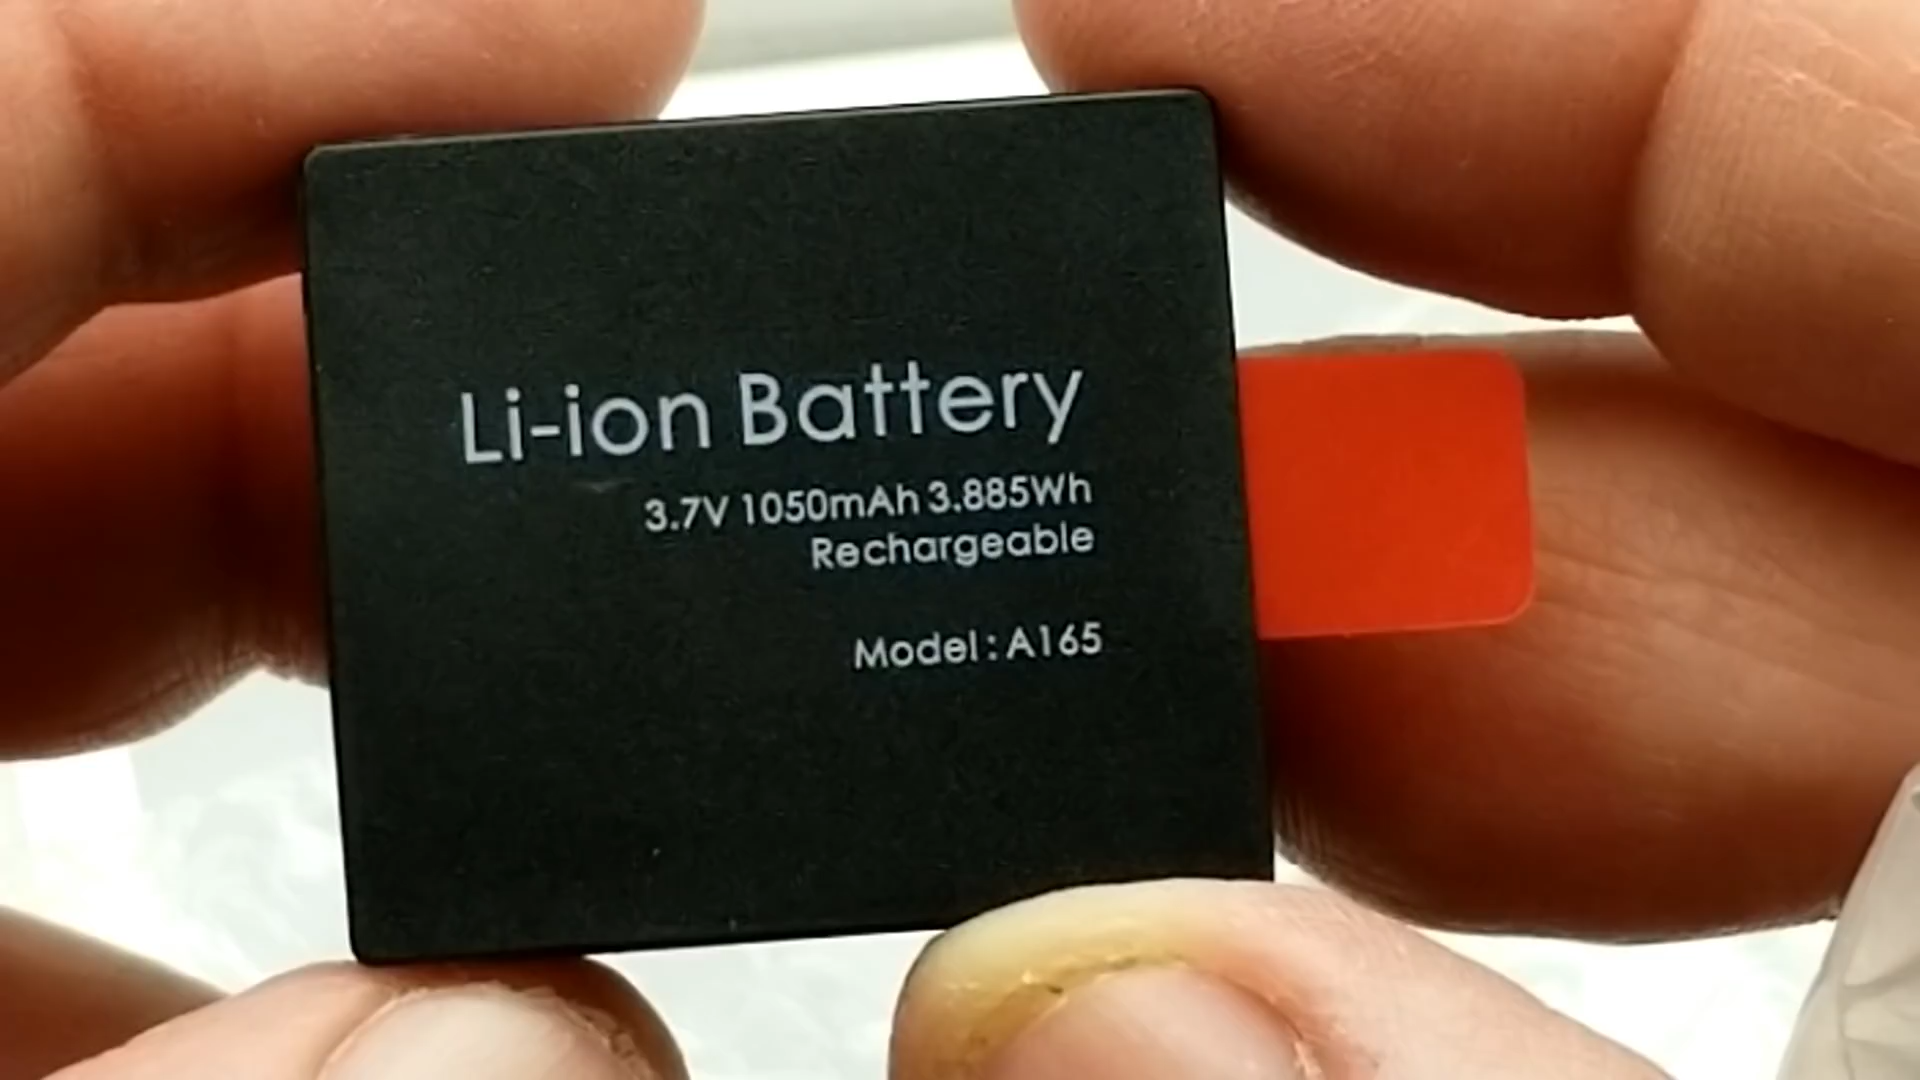 Li-ion Battery
3.7V 1050mAh 3.885Wh
Rechargeable
Model : A165